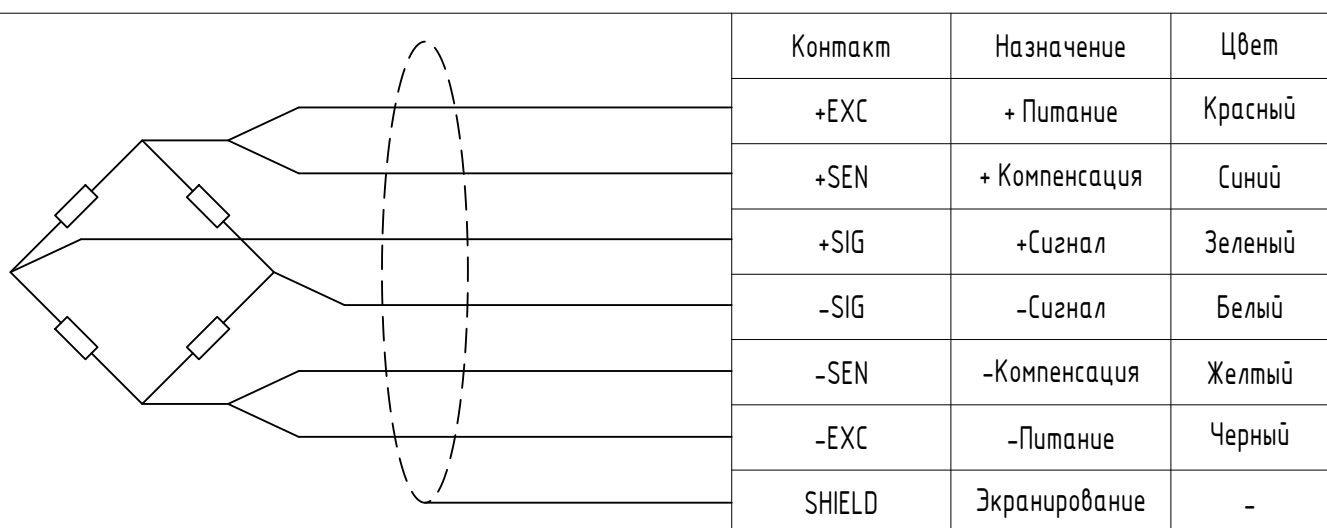 Контакт Назначение Цвет
+EXC + Питание Красный
+SEN + Компенсация Синий
+SIG +Сигнал Зеленый
-SIG -Сигнал Белый
-SEN -Компенсация Желтый
-EXC -Питание Черный
SHIELD Экранирование -